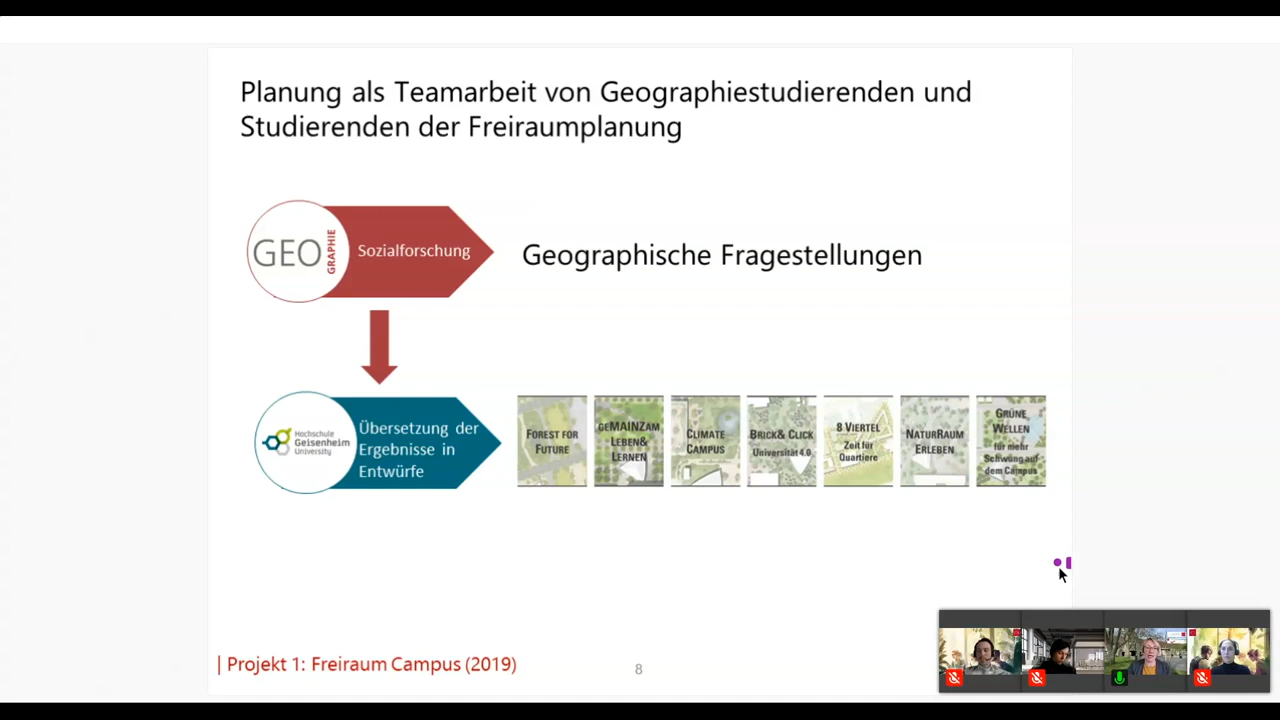 Planung als Teamarbeit von Geographiestudierenden und
Studierenden der Freiraumplanung
GEO
GRAPHIE
Sozialforschung
Geographische Fragestellungen
Hochschule
Geisenheim
University
Übersetzung der
Ergebnisse in
Entwürfe
FOREST FOR
FUTURE
GEMAINZAM
LEBEN&
LERNEN
CLIMATE
CAMPUS
BRICK& CLICK
Universität 4.0
8 VIERTEL
Zeit für
Quartiere
NATURRAUM
ERLEBEN
GRÜNE
WELLEN
für mehr
Schwung auf
dem Campus
| Projekt 1: Freiraum Campus (2019)
8